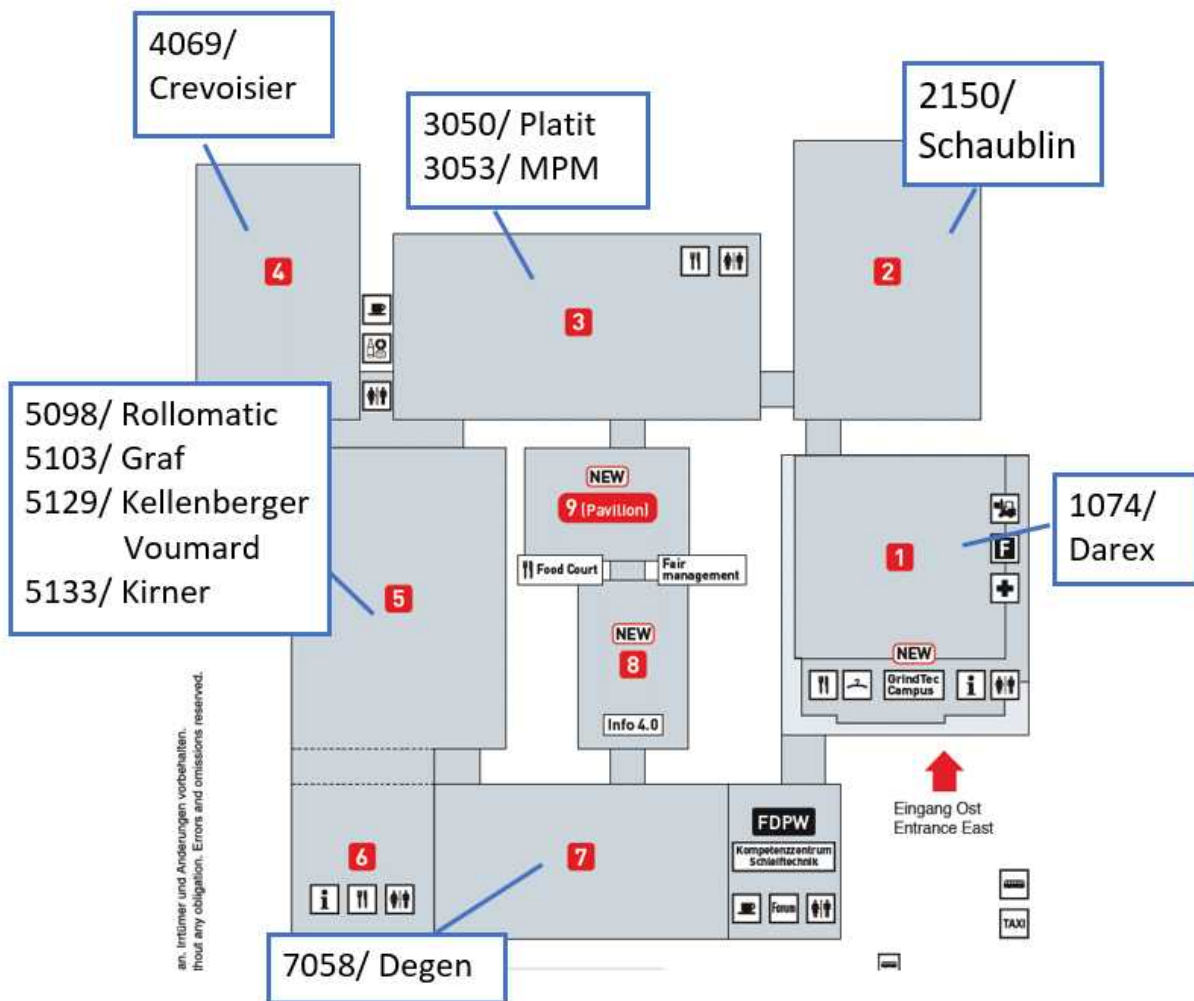 4069/
Crevoisier
3050/ Platit
3053/ MPM
2150/
Schaublin
4
3
2
5098/ Rollomatic
5103/ Graf
5129/ Kellenberger
Voumard
5133/ Kirner
NEW
9 (Pavilion)
Food Court
Fair
management
1074/
Darex
F
1
5
NEW
8
Info 4.0
NEW
GrindTec
Campus
i
Eingang Ost
Entrance East
FDPW
Kompetenzzentrum
Schleiftechnik
Forum
6
i
7
TAXI
7058/ Degen
an. Irrtümer und Änderungen vorbehalten.
thout any obligation. Errors and omissions reserved.